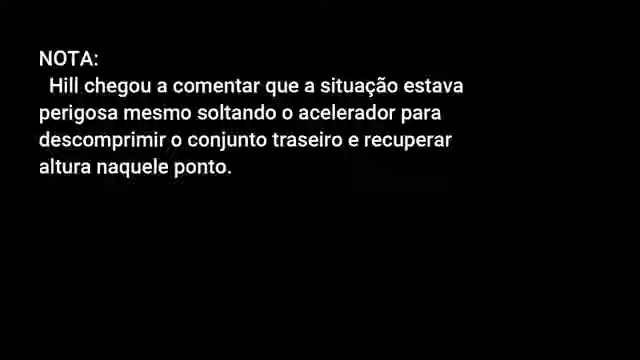 NOTA:
Hill chegou a comentar que a situação estava
perigosa mesmo soltando o acelerador para
descomprimir o conjunto traseiro e recuperar
altura naquele ponto.